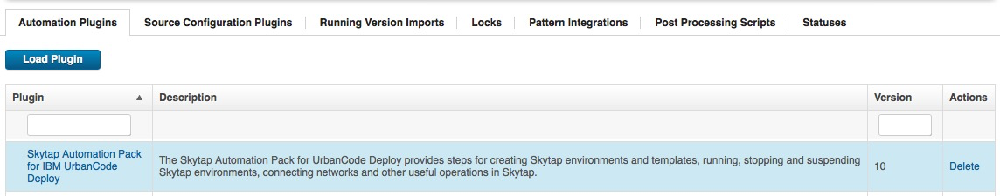 Automation Plugins Source Configuration Plugins Running Version Imports Locks Pattern Integrations Post Processing Scripts Statuses
Load Plugin
Plugin Description Version Actions
Skytap Automation Pack
for IBM UrbanCode
Deploy
The Skytap Automation Pack for UrbanCode Deploy provides steps for creating Skytap environments and templates, running, stopping and suspending
Skytap environments, connecting networks and other useful operations in Skytap.
10
Delete